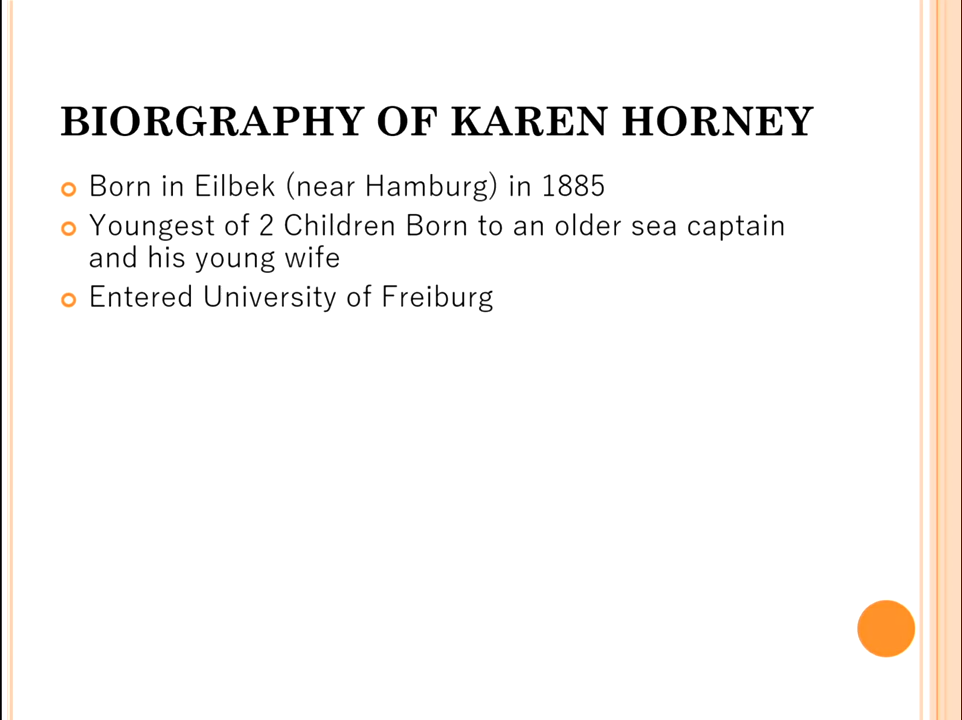 BIORGRAPHY OF KAREN HORNEY
Born in Eilbek (near Hamburg) in 1885
Youngest of 2 Children Born to an older sea captain
and his young wife
Entered University of Freiburg